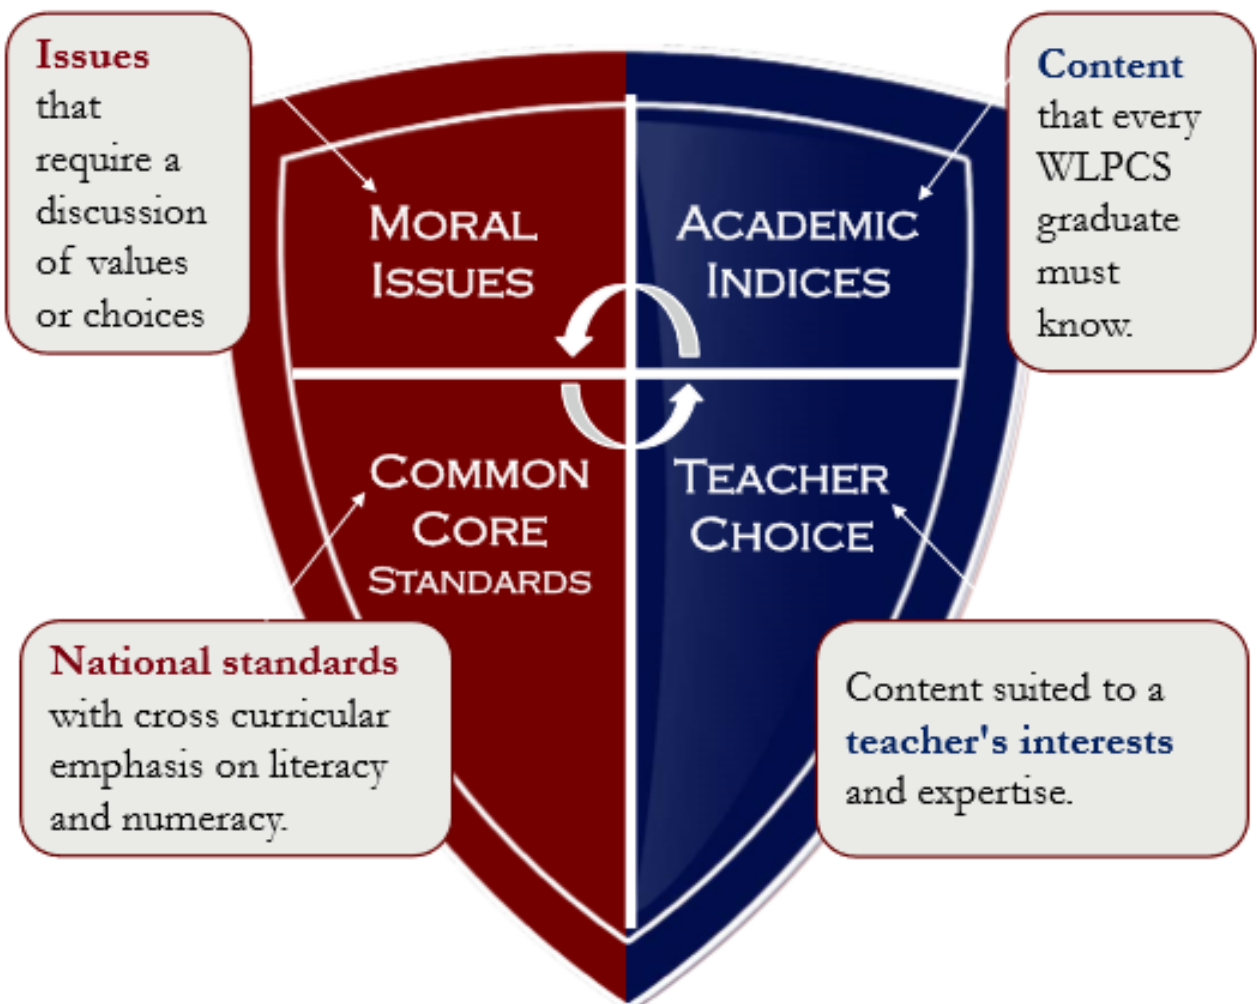 Issues
that
require a
discussion
of values
or choices
Content
that every
WLPCS
graduate
must
know.
MORAL
ISSUES
ACADEMIC
INDICES
COMMON
CORE
STANDARDS
TEACHER
CHOICE
National standards
with cross curricular
emphasis on literacy
and numeracy.
Content suited to a
teacher's interests
and expertise.